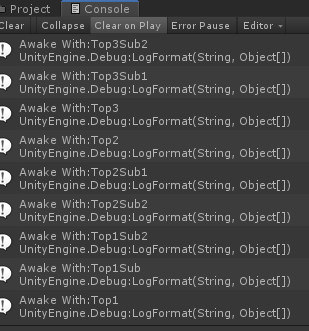 Project
Console
Clear
Collapse
Clear on Play
Error Pause
Editor
Awake With:Top3Sub2
UnityEngine.Debug:LogFormat(String, Object[])
Awake With:Top3Sub1
UnityEngine.Debug:LogFormat(String, Object[])
Awake With:Top3
UnityEngine.Debug:LogFormat(String, Object[])
Awake With:Top2
UnityEngine.Debug:LogFormat(String, Object[])
Awake With:Top2Sub1
UnityEngine.Debug:LogFormat(String, Object[])
Awake With:Top2Sub2
UnityEngine.Debug:LogFormat(String, Object[])
Awake With:Top1Sub2
UnityEngine.Debug:LogFormat(String, Object[])
Awake With:Top1Sub
UnityEngine.Debug:LogFormat(String, Object[])
Awake With:Top1
UnityEngine.Debug:LogFormat(String, Object[])